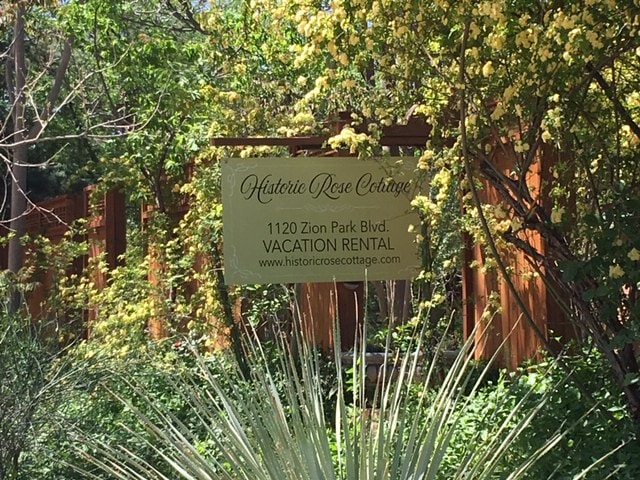 Historic Rose Cottage
1120 Zion Park Blvd.
VACATION RENTAL
www.historicrosecottage.com